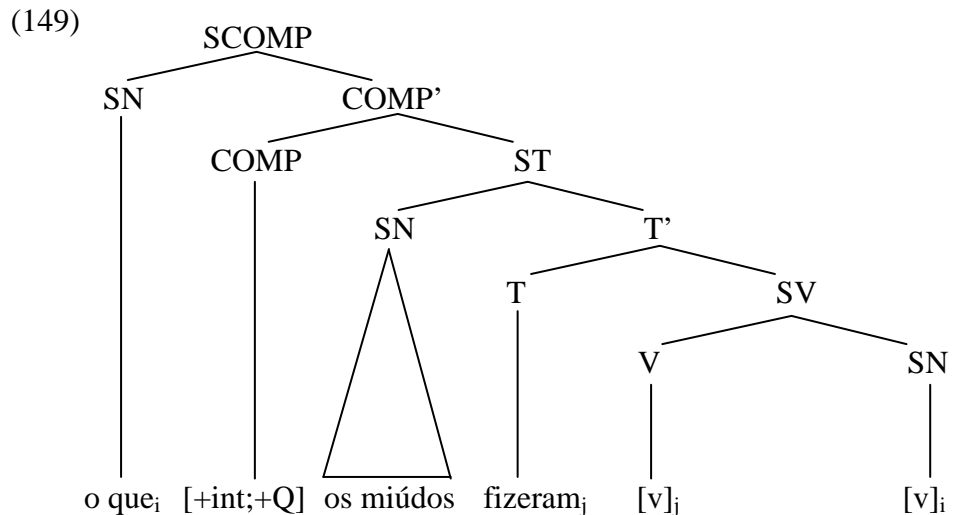 (149)
SCOMP
SN COMP’
COMP ST
SN T’
T SV
V SN
o queᵢ [+int;+Q] os miúdos fizeramⱼ [v]ⱼ [v]ᵢ